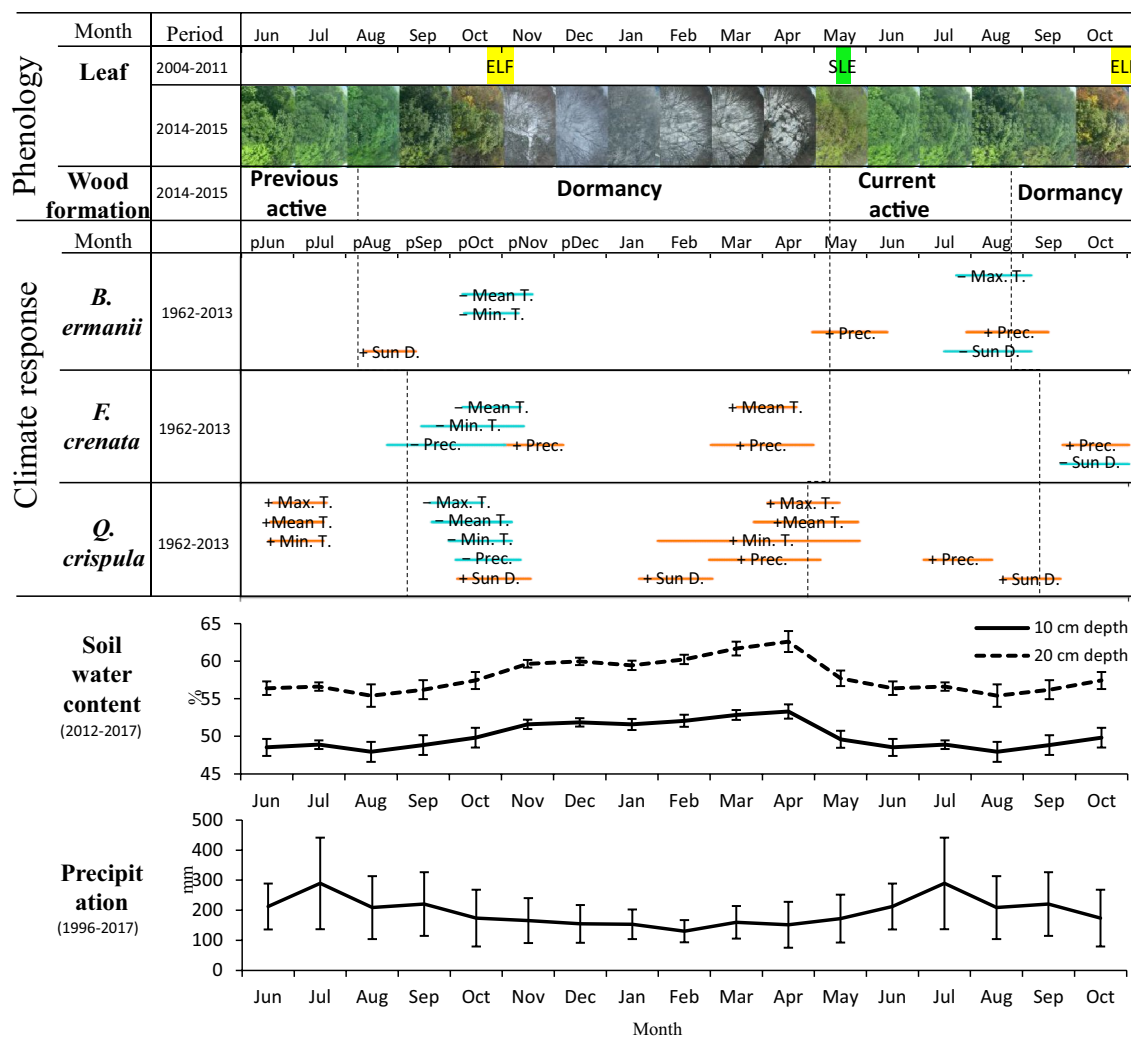 Phenology
Month Period Jun Jul Aug Sep Oct Nov Dec Jan Feb Mar Apr May Jun Jul Aug Sep Oct
Leaf 2004-2011 ELF SLE EL
2014-2015
Wood formation 2014-2015 Previous active Dormancy Current active Dormancy
Climate response
Month pJun pJul pAug pSep pOct pNov pDec Jan Feb Mar Apr May Jun Jul Aug Sep Oct
B. ermanii 1962-2013
− Max. T.
− Mean T.
− Min. T.
+ Prec. + Prec.
+ Sun D. − Sun D.
F. crenata 1962-2013
− Mean T. + Mean T.
− Min. T.
− Prec. + Prec. + Prec. + Prec.
− Sun D.
Q. crispula 1962-2013
+ Max. T. − Max. T. + Max. T.
+Mean T. − Mean T. +Mean T.
+ Min. T. − Min. T. + Min. T.
− Prec. + Prec. + Prec.
+ Sun D. + Sun D. + Sun D.
Soil water content
(2012-2017)
%
65
60
55
50
45
10 cm depth
20 cm depth
Jun Jul Aug Sep Oct Nov Dec Jan Feb Mar Apr May Jun Jul Aug Sep Oct
Precipit
ation
(1996-2017)
mm
500
400
300
200
100
0
Jun Jul Aug Sep Oct Nov Dec Jan Feb Mar Apr May Jun Jul Aug Sep Oct
Month